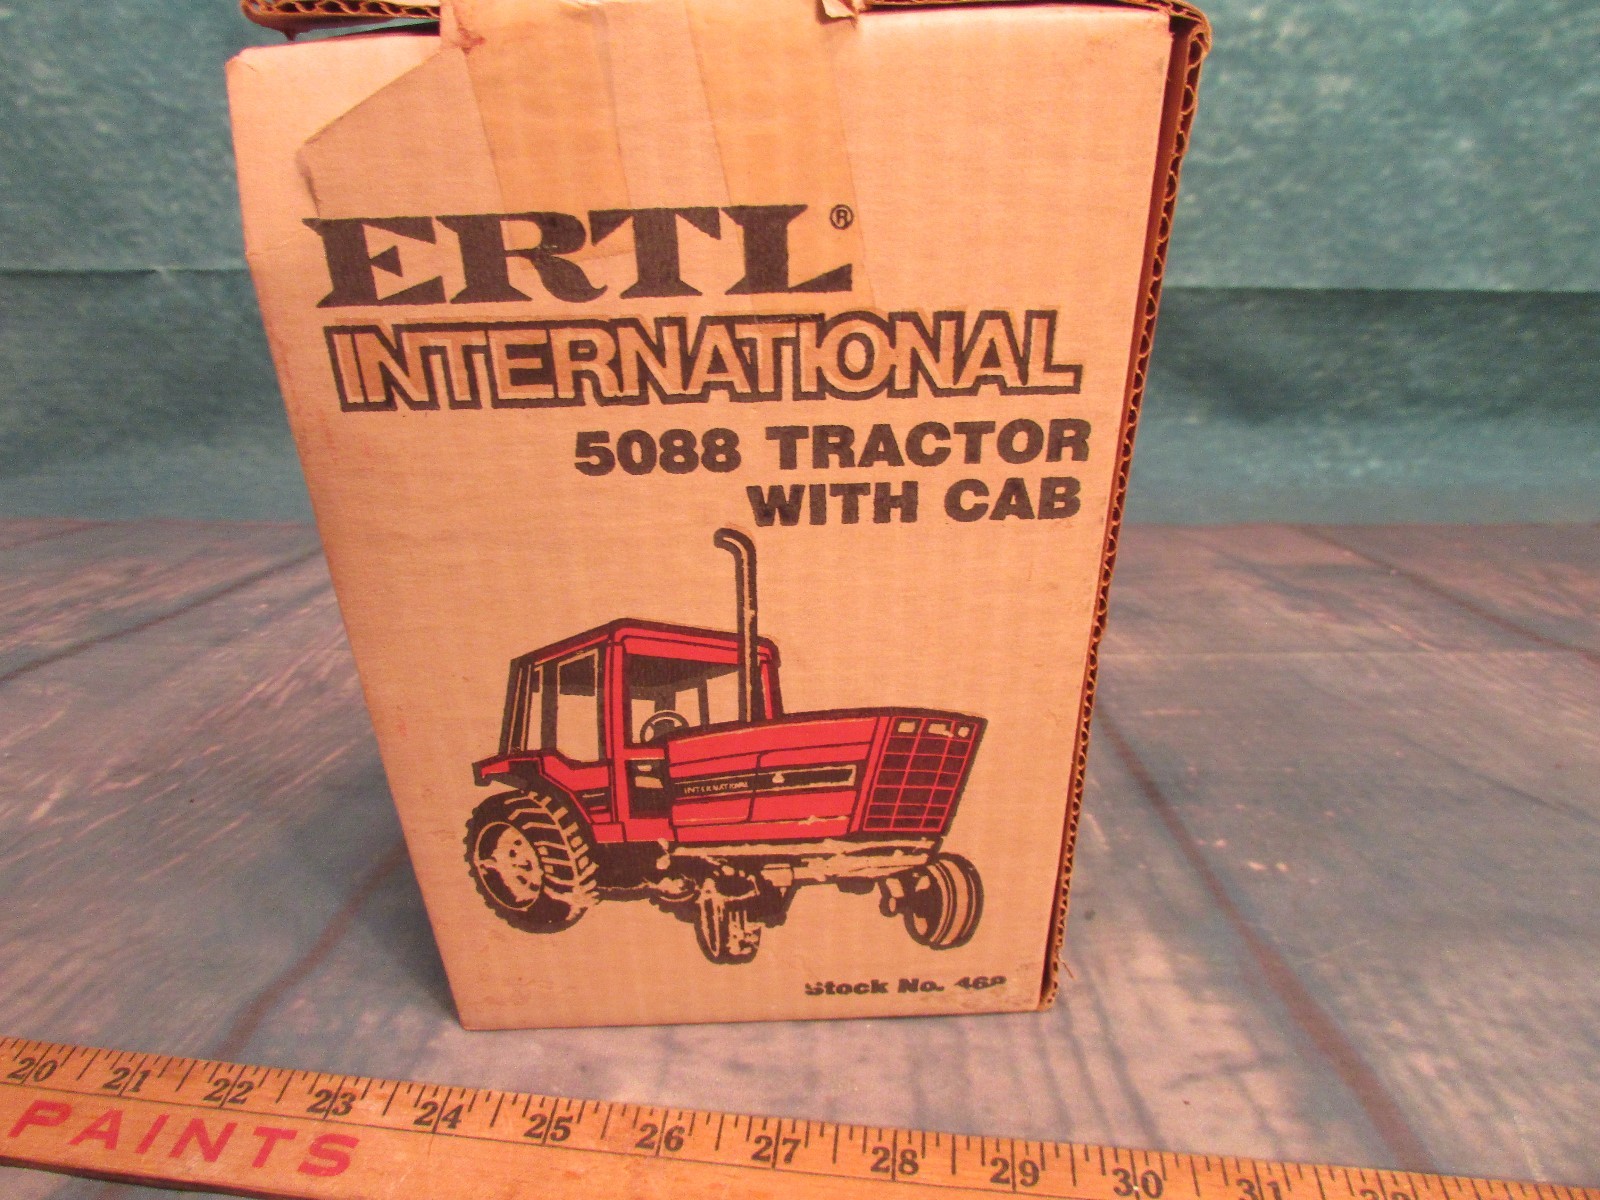 ERTL®
INTERNATIONAL
5088 TRACTOR
WITH CAB
INTERNATIONAL
Stock No. 468
20 21 22 23 24 25 26 27 28 29 30 31
PAINTS